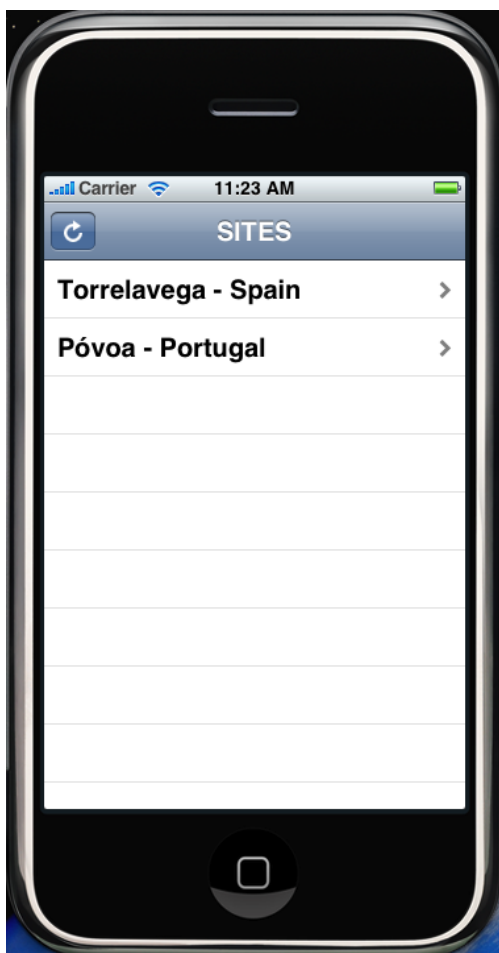 Carrier 11:23 AM
SITES
Torrelavega - Spain
Póvoa - Portugal